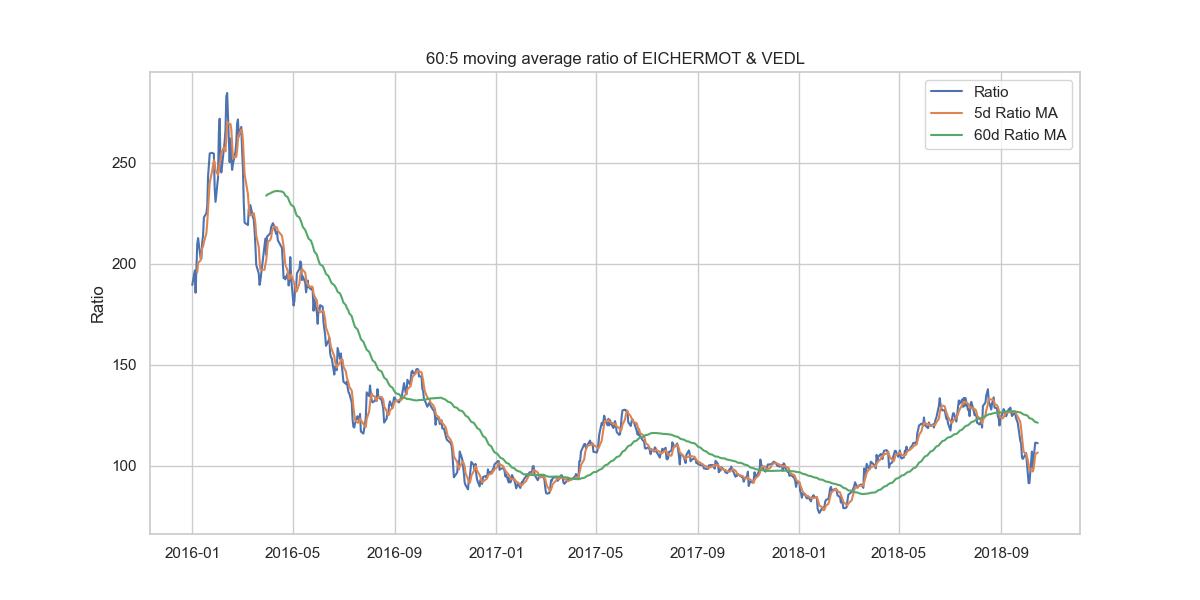 60:5 moving average ratio of EICHERMOT & VEDL
Ratio
5d Ratio MA
60d Ratio MA
250
200
150
100
Ratio
2016-01 2016-05 2016-09 2017-01 2017-05 2017-09 2018-01 2018-05 2018-09